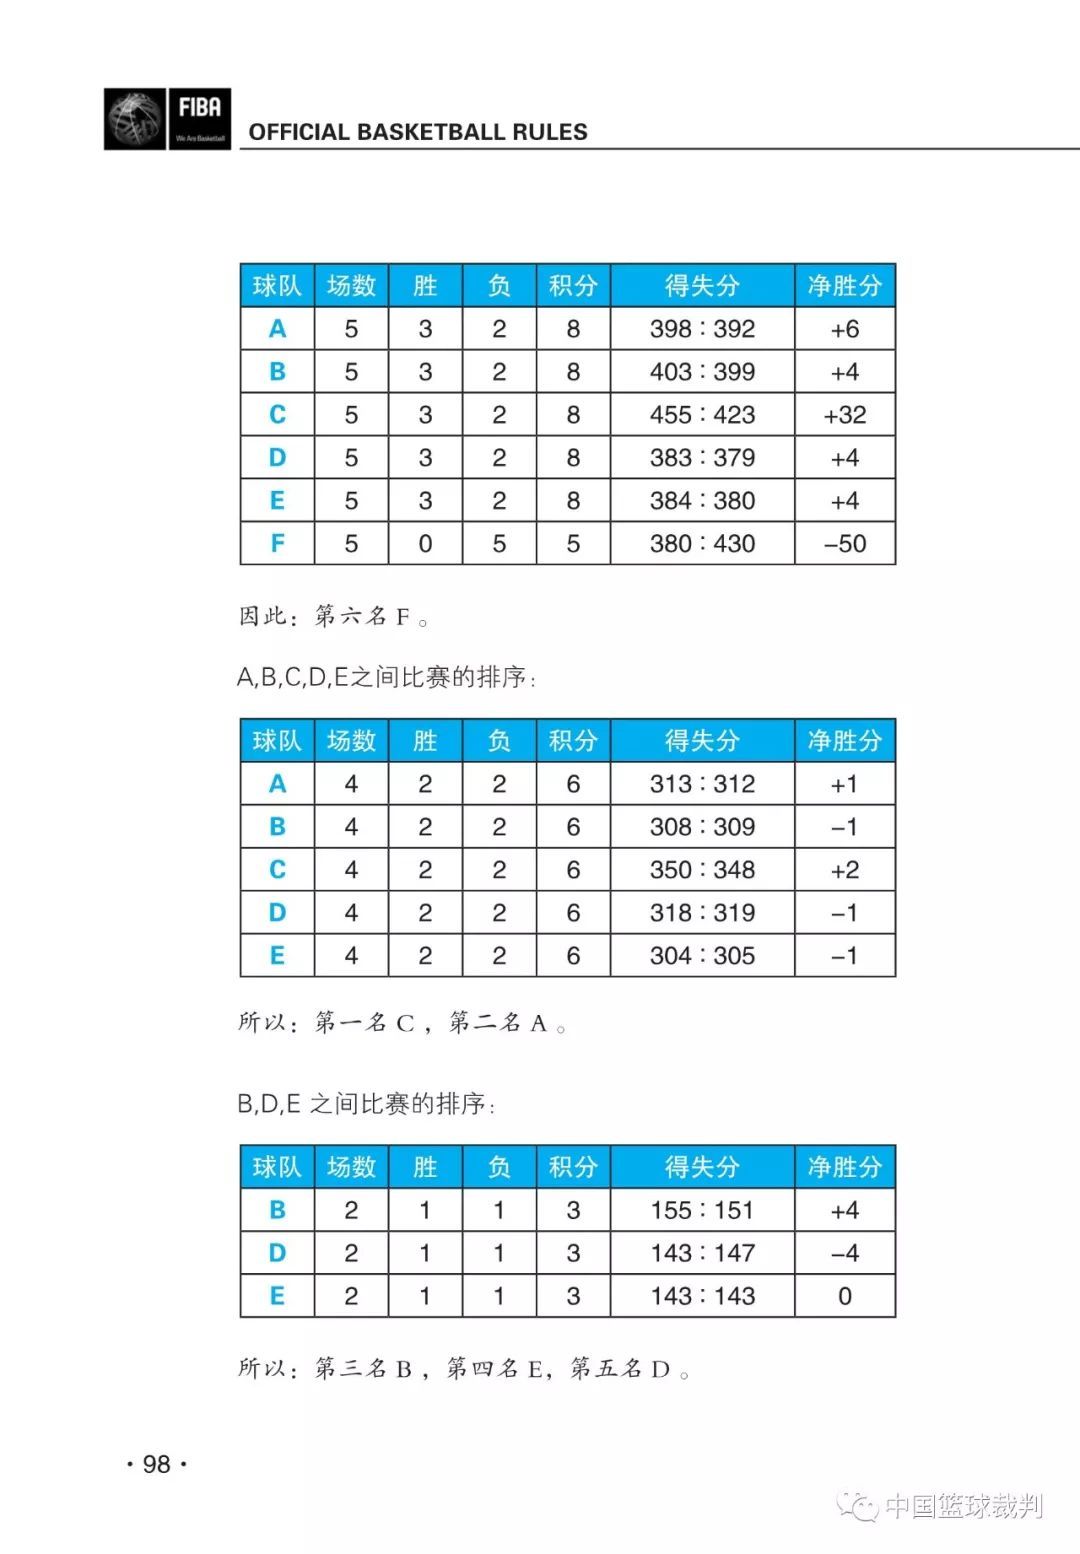 FIBA
We Are Basketball
OFFICIAL BASKETBALL RULES
球队 场数 胜 负 积分 得失分 净胜分
A 5 3 2 8 398：392 +6
B 5 3 2 8 403：399 +4
C 5 3 2 8 455：423 +32
D 5 3 2 8 383：379 +4
E 5 3 2 8 384：380 +4
F 5 0 5 5 380：430 −50
因此：第六名 F 。
A,B,C,D,E之间比赛的排序：
球队 场数 胜 负 积分 得失分 净胜分
A 4 2 2 6 313：312 +1
B 4 2 2 6 308：309 −1
C 4 2 2 6 350：348 +2
D 4 2 2 6 318：319 −1
E 4 2 2 6 304：305 −1
所以：第一名 C ，第二名 A 。
B,D,E 之间比赛的排序：
球队 场数 胜 负 积分 得失分 净胜分
B 2 1 1 3 155：151 +4
D 2 1 1 3 143：147 −4
E 2 1 1 3 143：143 0
所以：第三名 B ，第四名 E，第五名 D 。
·98·
中国篮球裁判